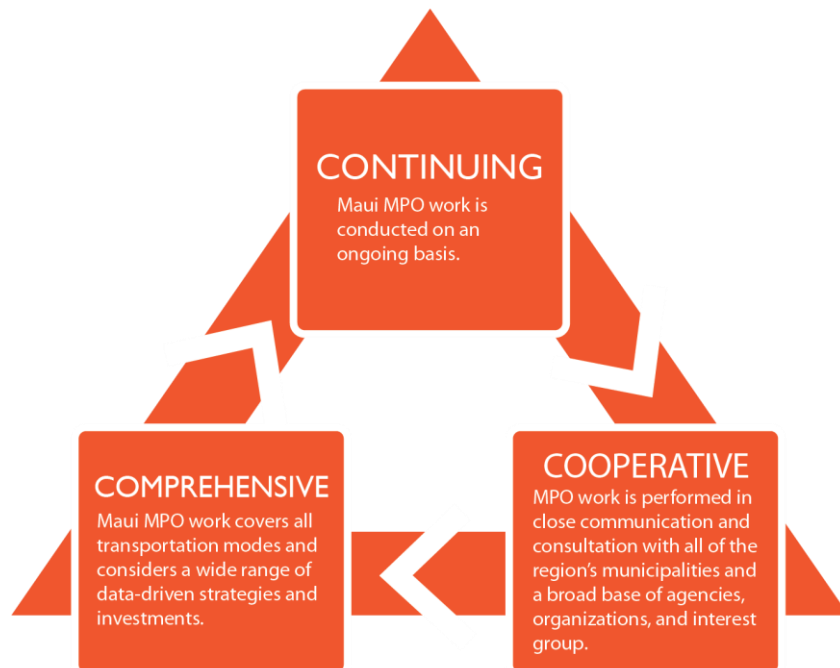 CONTINUING
Maui MPO work is
conducted on an
ongoing basis.
COMPREHENSIVE
Maui MPO work covers all
transportation modes and
considers a wide range of
data-driven strategies and
investments.
COOPERATIVE
MPO work is performed in
close communication and
consultation with all of the
region's municipalities and
a broad base of agencies,
organizations, and interest
group.